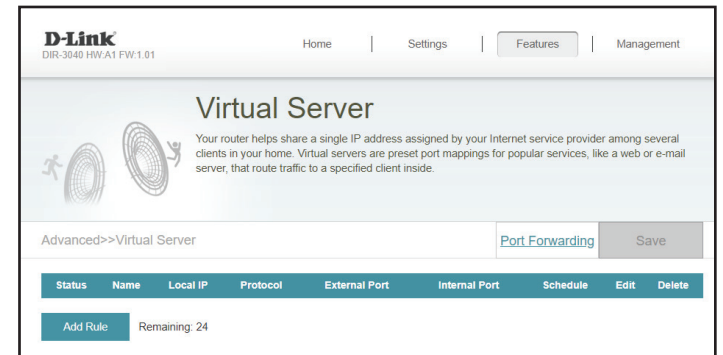 D-Link
DIR-3040 HW:A1 FW:1.01
Home | Settings | Features | Management
Virtual Server
Your router helps share a single IP address assigned by your Internet service provider among several
clients in your home. Virtual servers are preset port mappings for popular services, like a web or e-mail
server, that route traffic to a specified client inside.
Advanced>>Virtual Server Port Forwarding Save
Status Name Local IP Protocol External Port Internal Port Schedule Edit Delete
Add Rule Remaining: 24